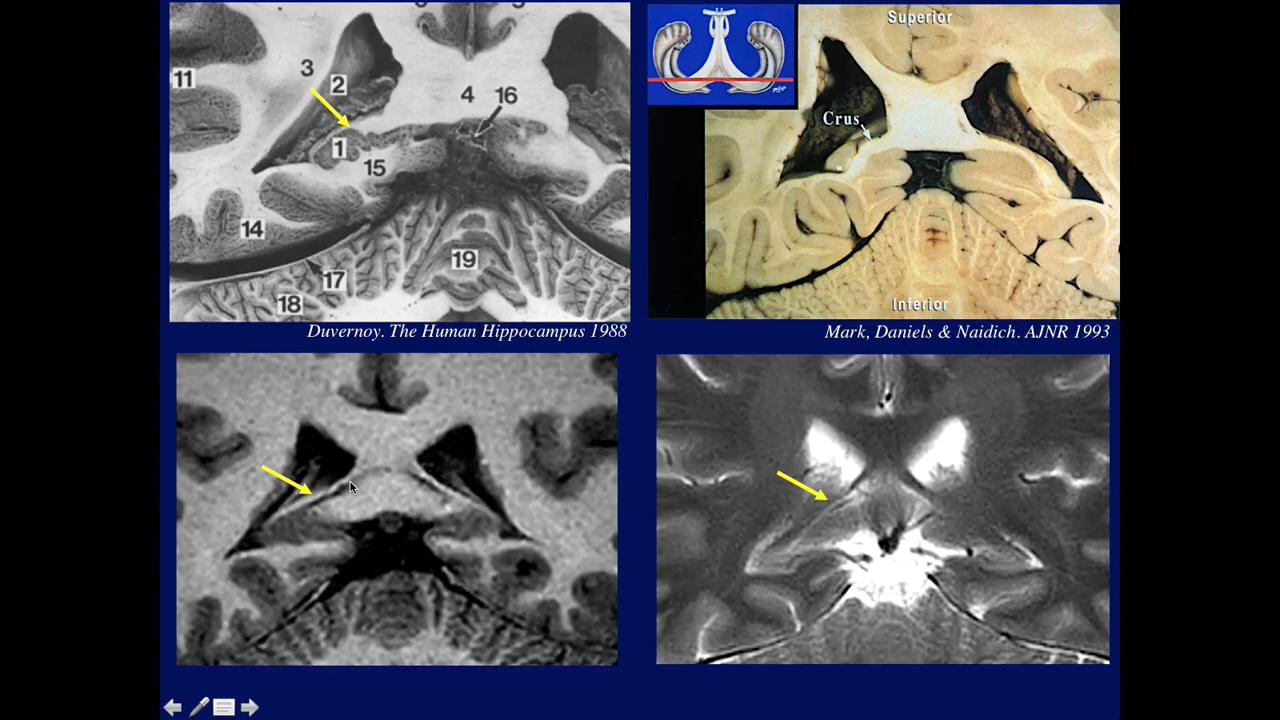 11
3
2
4
16
1
15
14
17
18
19
Duvernoy. The Human Hippocampus 1988
Superior
Crus
Inferior
Mark, Daniels & Naidich. AJNR 1993